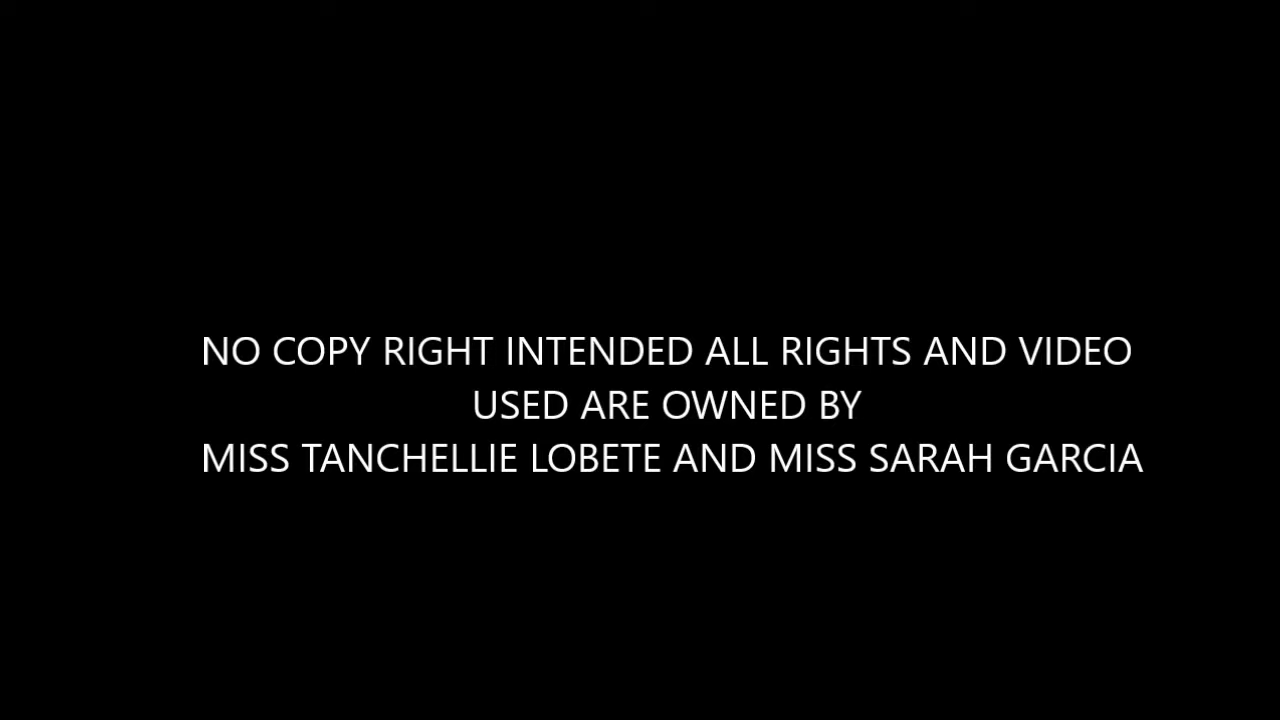 NO COPY RIGHT INTENDED ALL RIGHTS AND VIDEO
USED ARE OWNED BY
MISS TANCHELLIE LOBETE AND MISS SARAH GARCIA